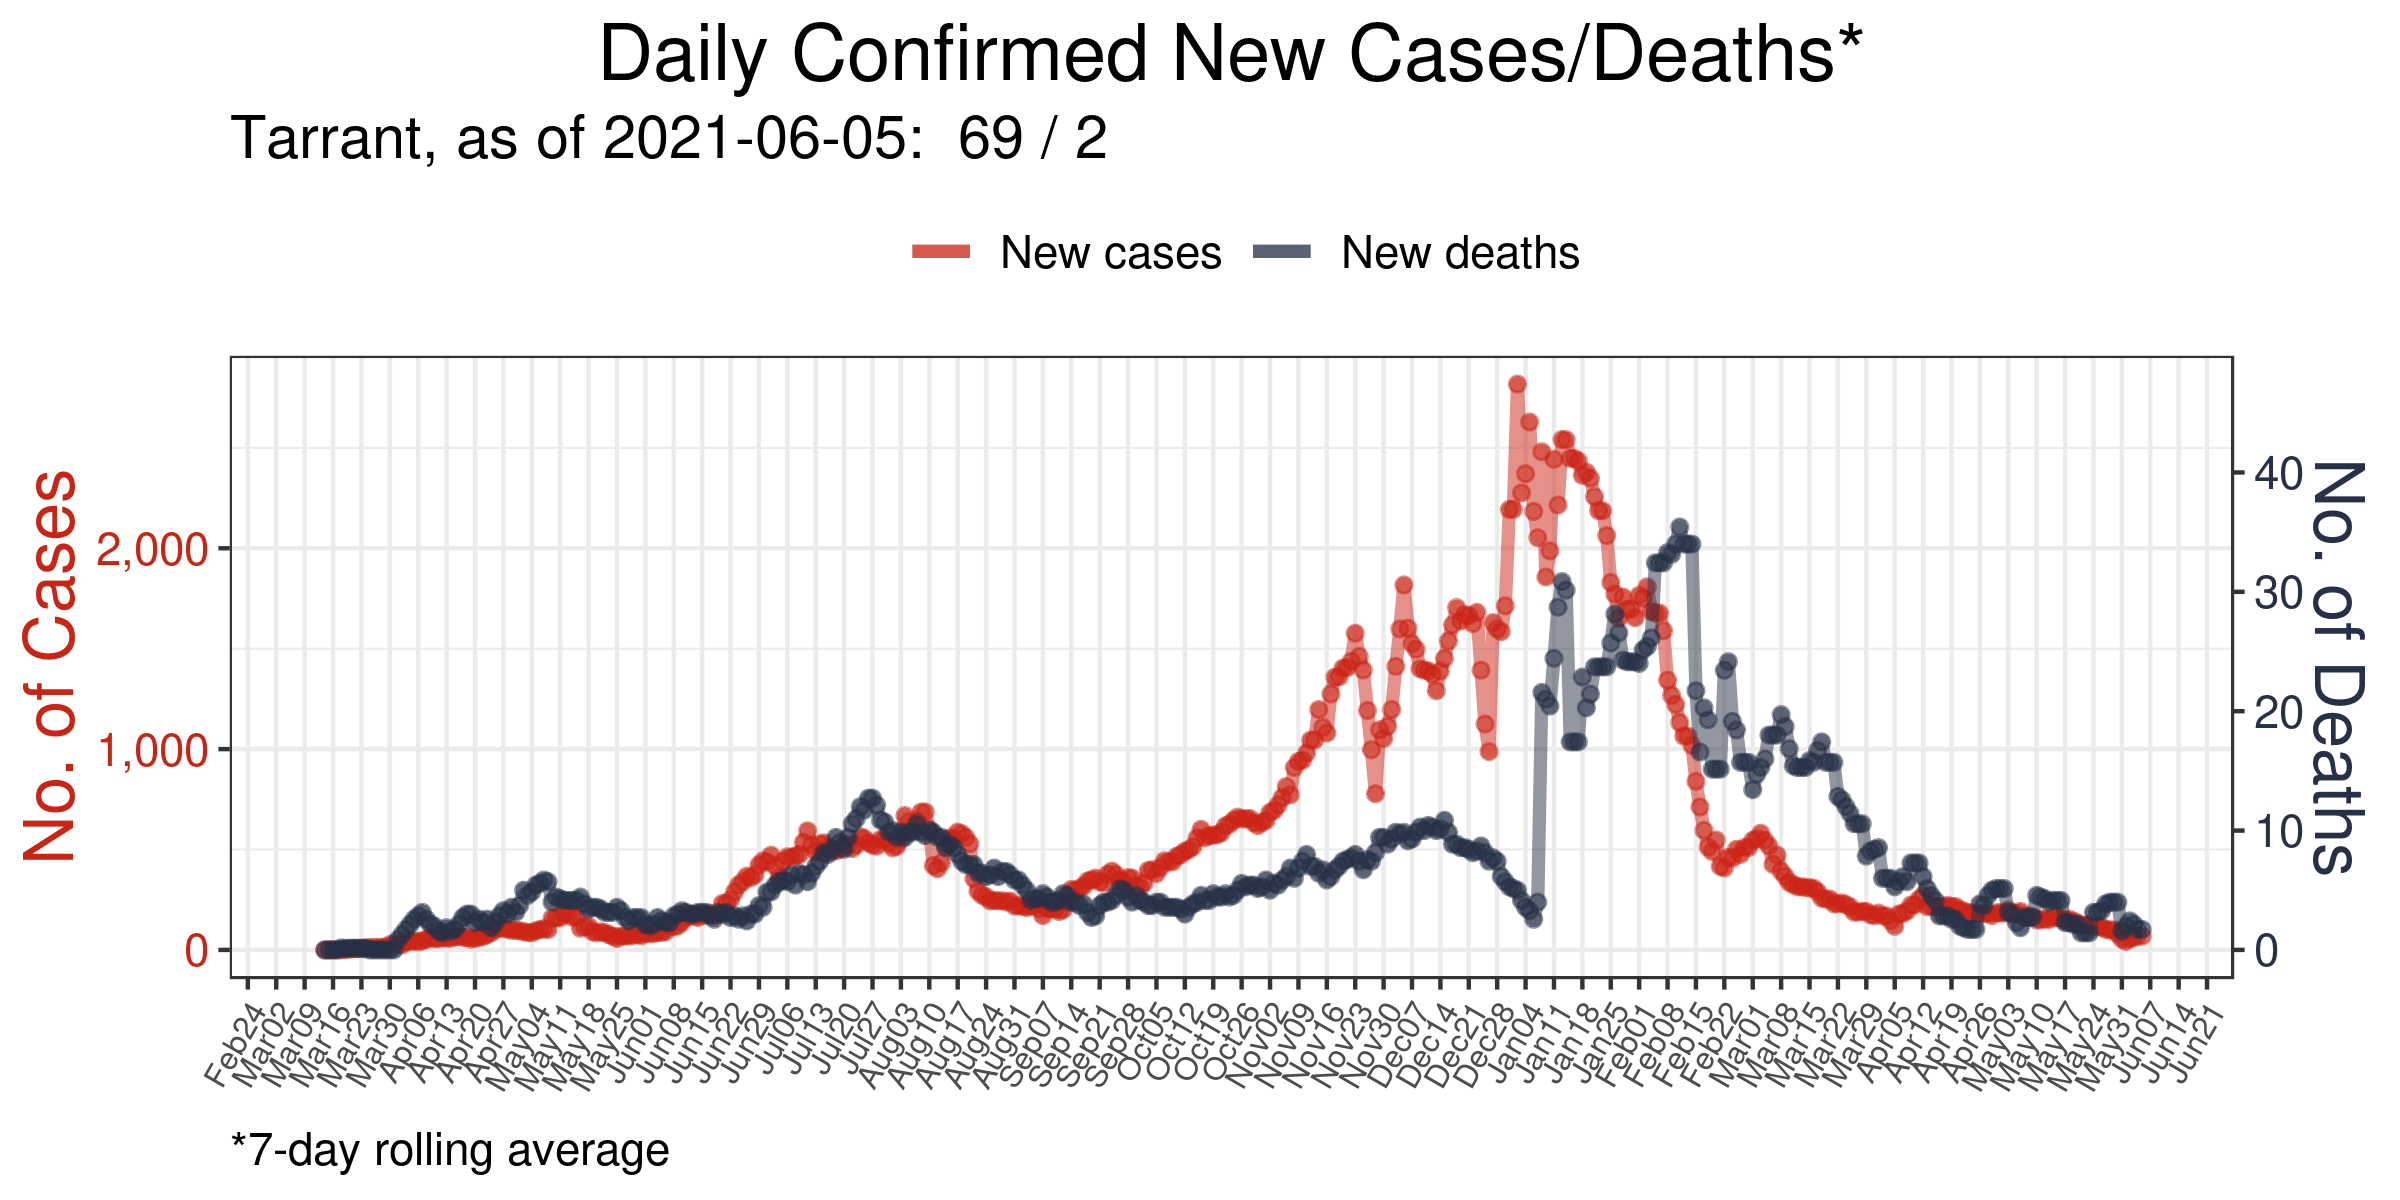 Daily Confirmed New Cases/Deaths*
Tarrant, as of 2021-06-05:  69 / 2
New cases
New deaths
No. of Cases
2,000
1,000
0
40
30
20
10
0
No. of Deaths
Feb24
Mar02
Mar09
Mar16
Mar23
Mar30
Apr06
Apr13
Apr20
Apr27
May04
May11
May18
May25
Jun01
Jun08
Jun15
Jun22
Jun29
Jul06
Jul13
Jul20
Jul27
Aug03
Aug10
Aug17
Aug24
Aug31
Sep07
Sep14
Sep21
Sep28
Oct05
Oct12
Oct19
Oct26
Nov02
Nov09
Nov16
Nov23
Nov30
Dec07
Dec14
Dec21
Dec28
Jan04
Jan11
Jan18
Jan25
Feb01
Feb08
Feb15
Feb22
Mar01
Mar08
Mar15
Mar22
Mar29
Apr05
Apr12
Apr19
Apr26
May03
May10
May17
May24
May31
Jun07
Jun14
Jun21
*7-day rolling average